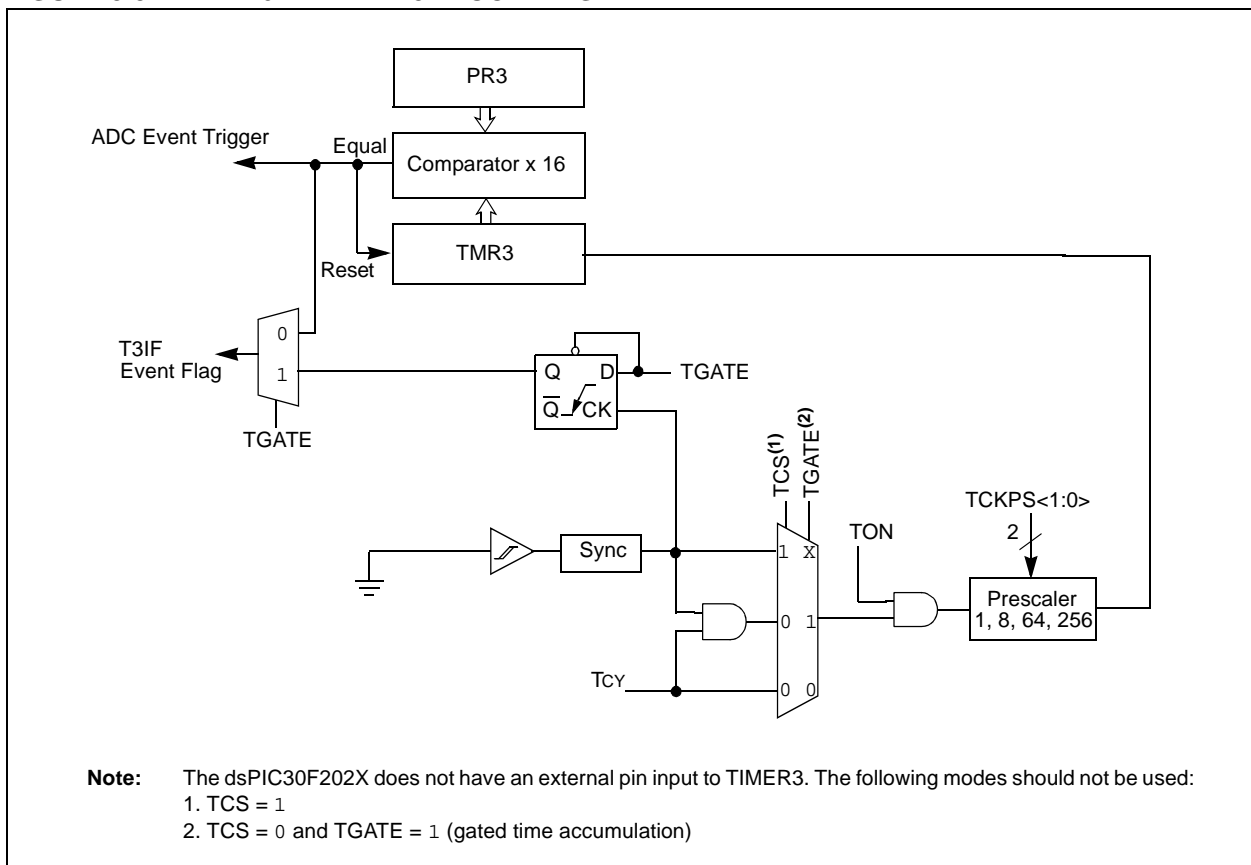 PR3
ADC Event Trigger
Equal
Comparator x 16
TMR3
Reset
0
1
T3IF
Event Flag
TGATE
Q D
Q CK
TGATE
TCS(1)
TGATE(2)
TCKPS<1:0>
2
TON
Sync
1 X
0 1
0 0
Prescaler
1, 8, 64, 256
TCY
Note: The dsPIC30F202X does not have an external pin input to TIMER3. The following modes should not be used:
1. TCS = 1
2. TCS = 0 and TGATE = 1 (gated time accumulation)